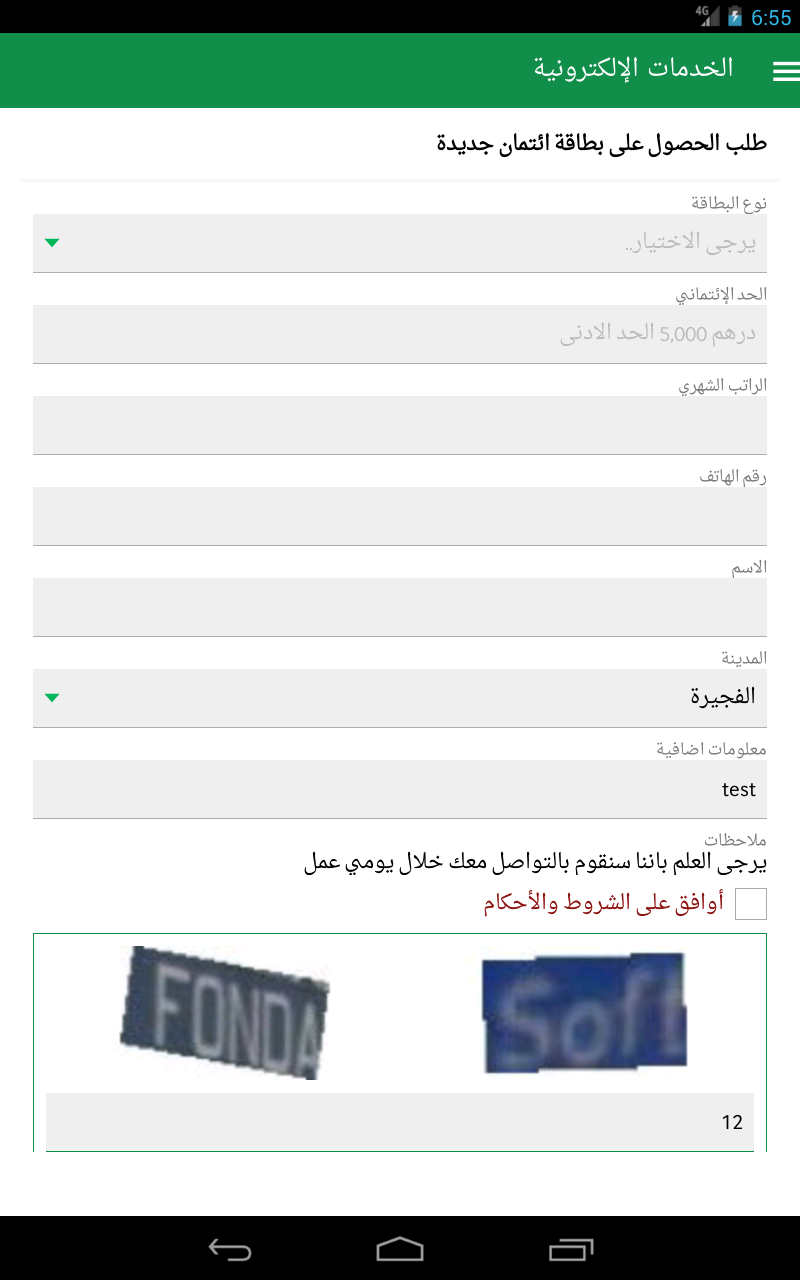 4G 6:55
الخدمات الإلكترونية
طلب الحصول على بطاقة ائتمان جديدة
نوع البطاقة
يرجى الاختيار..
الحد الإئتماني
درهم 5,000 الحد الادنى
الراتب الشهري
رقم الهاتف
الاسم
المدينة
الفجيرة
معلومات اضافية
test
ملاحظات
يرجى العلم باننا سنقوم بالتواصل معك خلال يومي عمل
أوافق على الشروط والأحكام
FONDA Soft
12